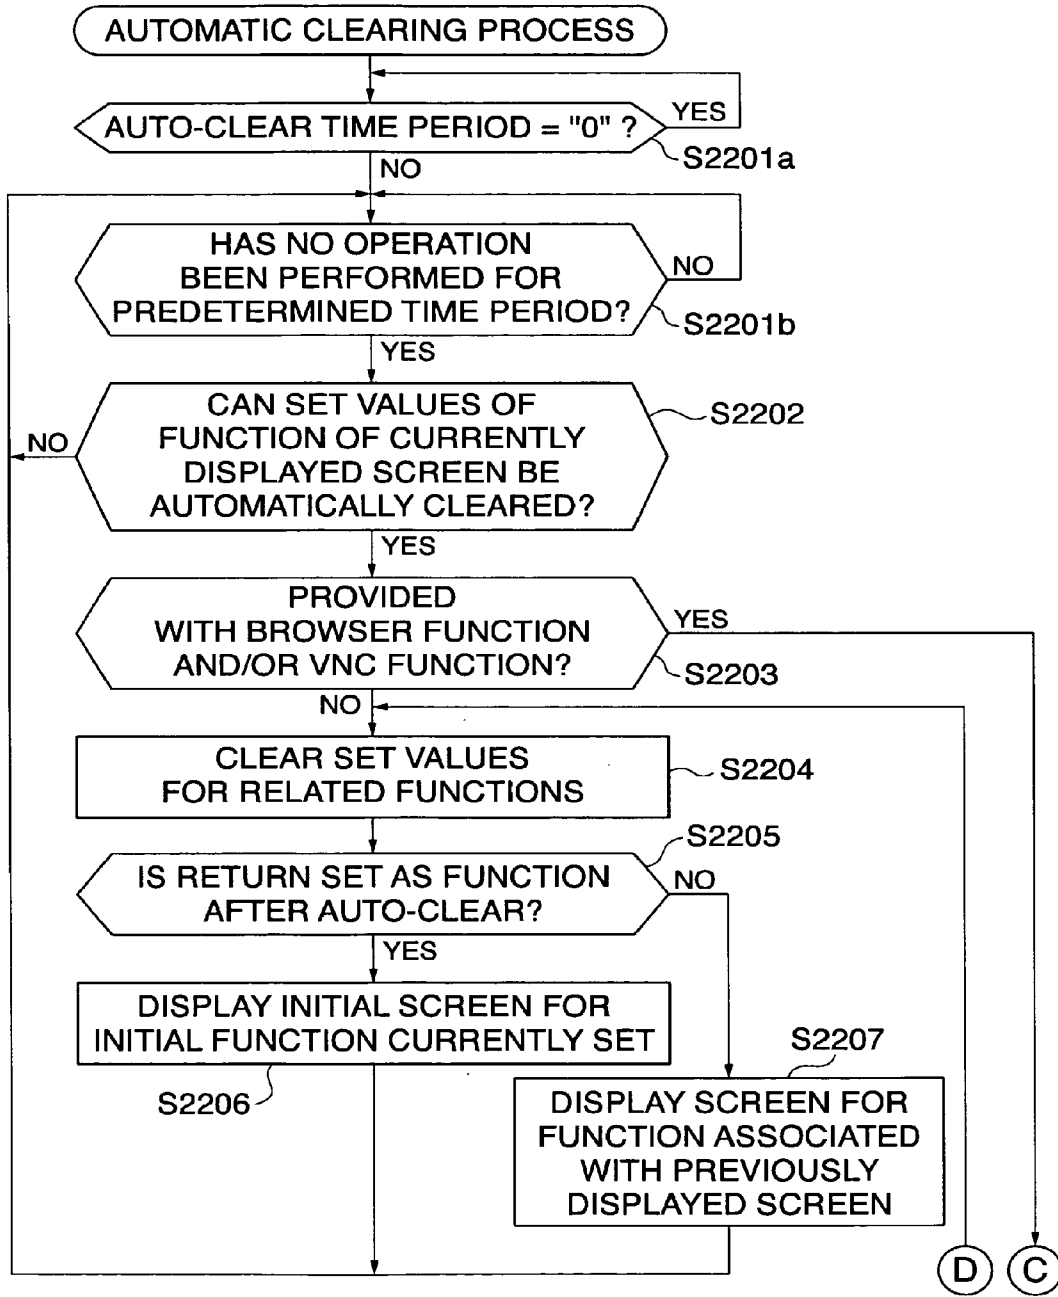 AUTOMATIC CLEARING PROCESS
AUTO-CLEAR TIME PERIOD = "0" ?
YES
S2201a
NO
HAS NO OPERATION
BEEN PERFORMED FOR
PREDETERMINED TIME PERIOD?
NO
S2201b
YES
CAN SET VALUES OF
FUNCTION OF CURRENTLY
DISPLAYED SCREEN BE
AUTOMATICALLY CLEARED?
S2202
NO
YES
PROVIDED
WITH BROWSER FUNCTION
AND/OR VNC FUNCTION?
YES
S2203
NO
CLEAR SET VALUES
FOR RELATED FUNCTIONS
S2204
S2205
IS RETURN SET AS FUNCTION
AFTER AUTO-CLEAR?
NO
YES
DISPLAY INITIAL SCREEN FOR
INITIAL FUNCTION CURRENTLY SET
S2206
S2207
DISPLAY SCREEN FOR
FUNCTION ASSOCIATED
WITH PREVIOUSLY
DISPLAYED SCREEN
D
C